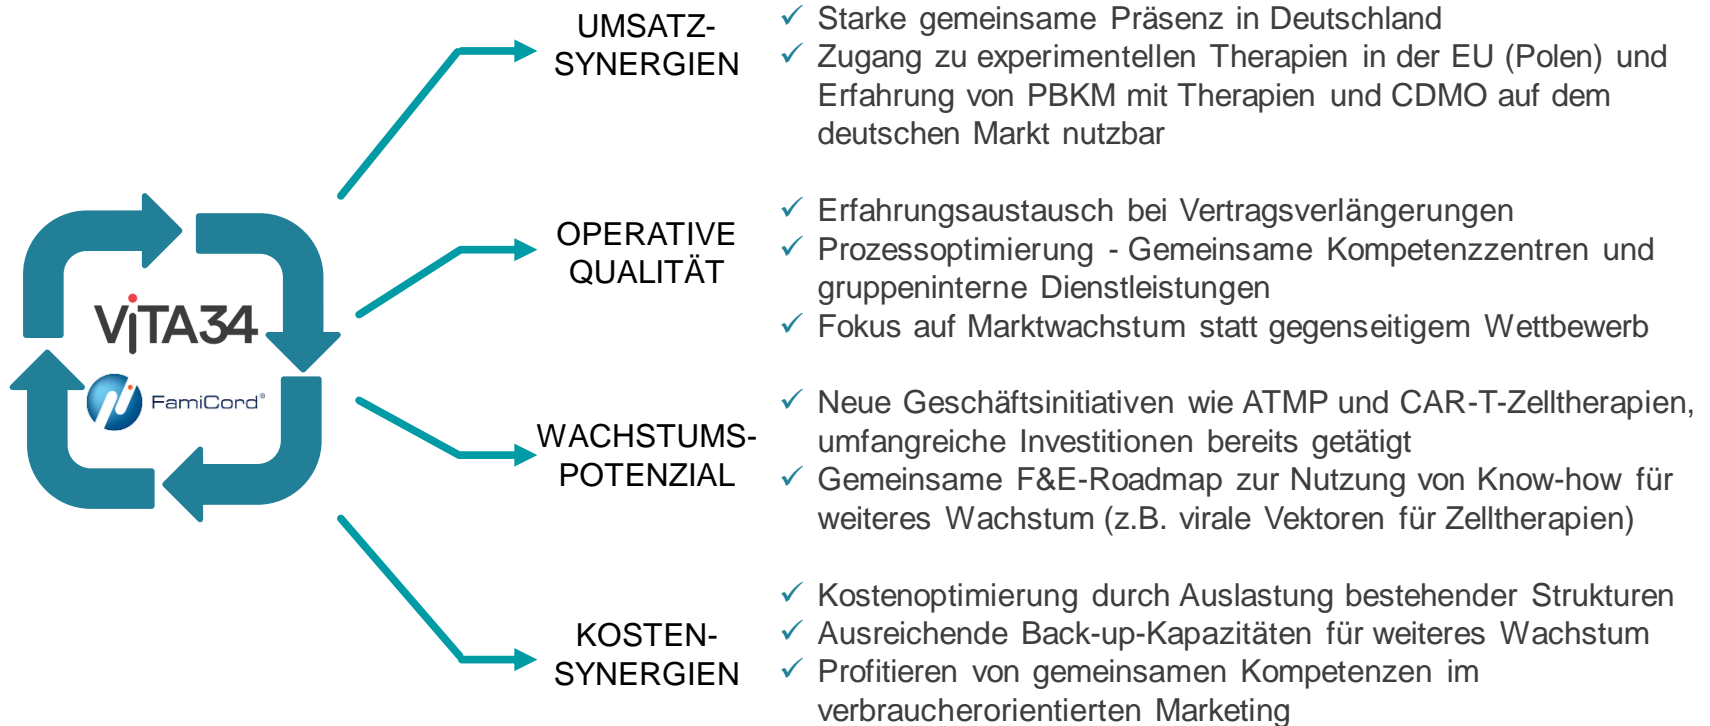 UMSATZ-
SYNERGIEN
✓ Starke gemeinsame Präsenz in Deutschland
✓ Zugang zu experimentellen Therapien in der EU (Polen) und
Erfahrung von PBKM mit Therapien und CDMO auf dem
deutschen Markt nutzbar
OPERATIVE
QUALITÄT
✓ Erfahrungsaustausch bei Vertragsverlängerungen
✓ Prozessoptimierung - Gemeinsame Kompetenzzentren und
gruppeninterne Dienstleistungen
✓ Fokus auf Marktwachstum statt gegenseitigem Wettbewerb
ViTA34
FamiCord®
WACHSTUMS-
POTENZIAL
✓ Neue Geschäftsinitiativen wie ATMP und CAR-T-Zelltherapien,
umfangreiche Investitionen bereits getätigt
✓ Gemeinsame F&E-Roadmap zur Nutzung von Know-how für
weiteres Wachstum (z.B. virale Vektoren für Zelltherapien)
KOSTEN-
SYNERGIEN
✓ Kostenoptimierung durch Auslastung bestehender Strukturen
✓ Ausreichende Back-up-Kapazitäten für weiteres Wachstum
✓ Profitieren von gemeinsamen Kompetenzen im
verbraucherorientierten Marketing